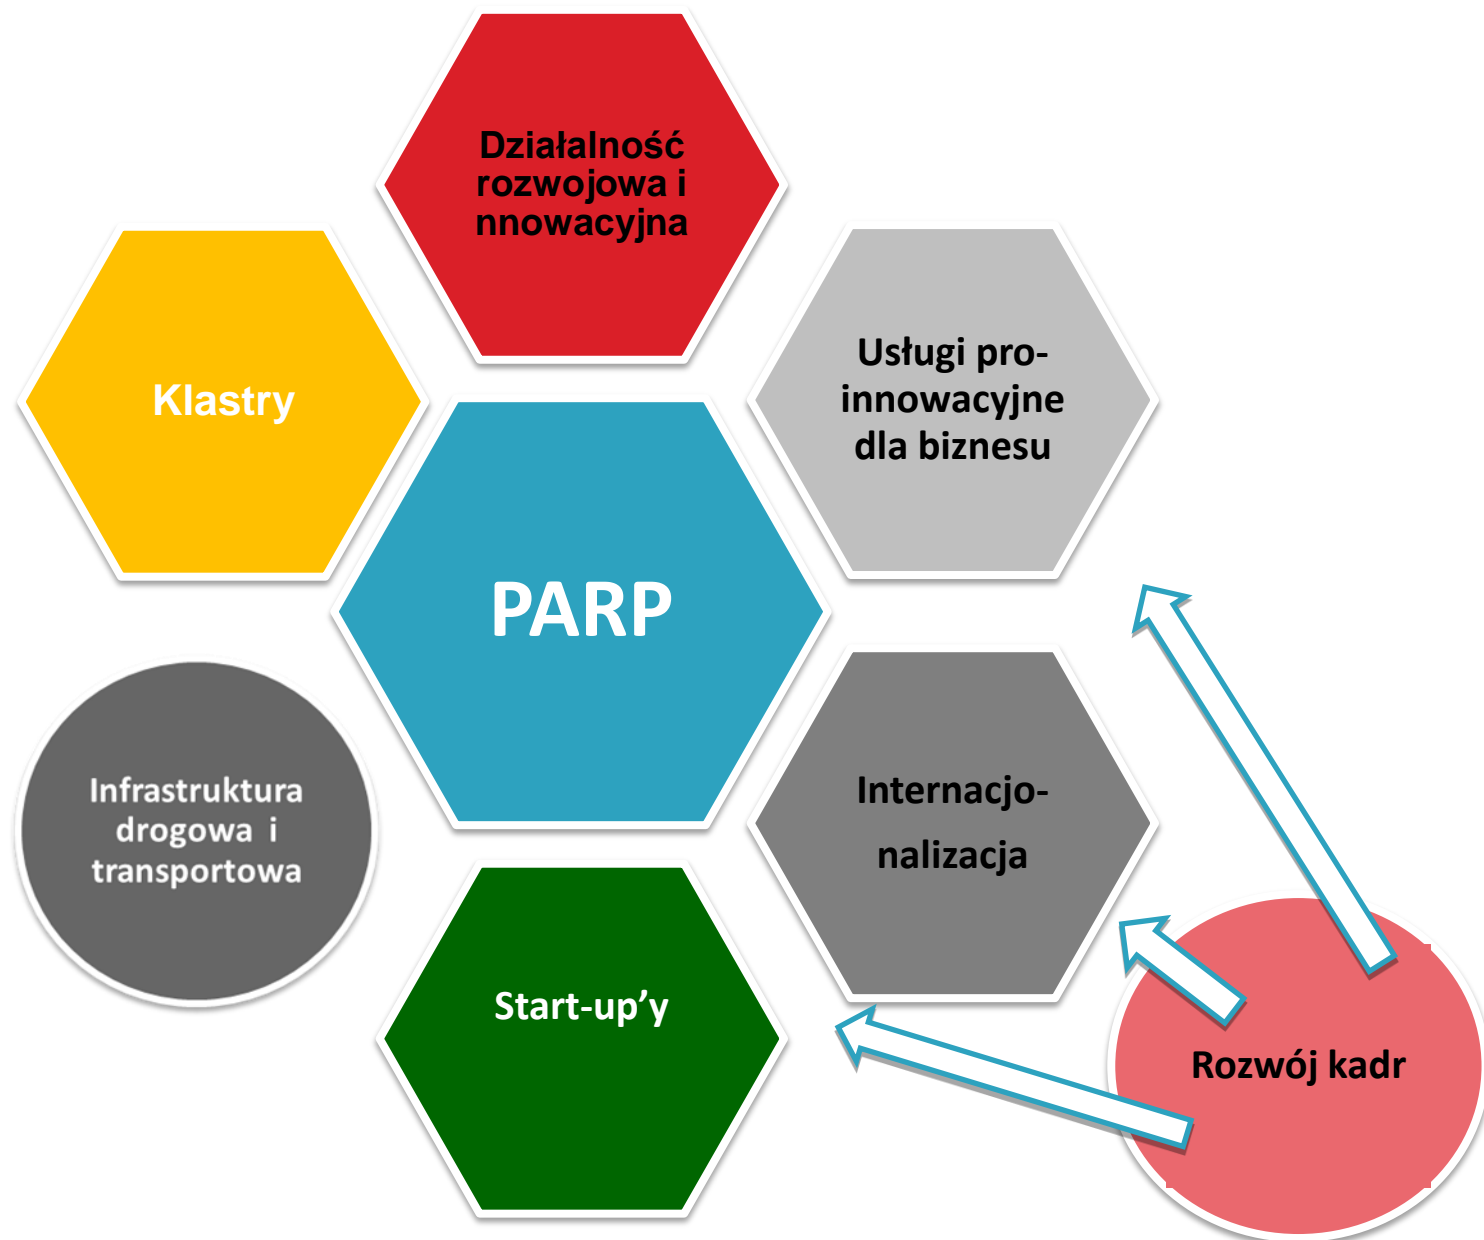 Działalność
rozwojowa i
nnowacyjna
Klastry
Usługi pro-
innowacyjne
dla biznesu
PARP
Infrastruktura
drogowa i
transportowa
Internacjo-
nalizacja
Start-up’y
Rozwój kadr